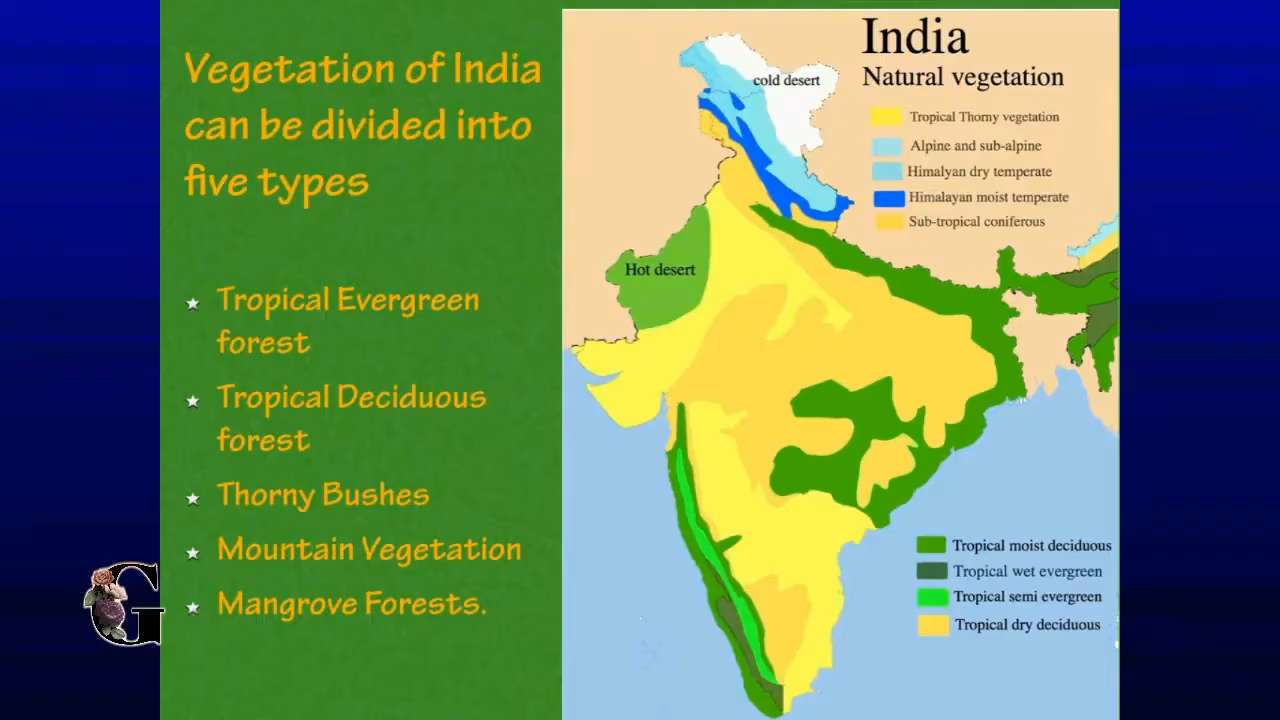 Vegetation of India
can be divided into
five types
Tropical Evergreen
forest
Tropical Deciduous
forest
Thorny Bushes
Mountain Vegetation
Mangrove Forests.
G
India
Natural vegetation
cold desert
Tropical Thorny vegetation
Alpine and sub-alpine
Himalyan dry temperate
Himalayan moist temperate
Sub-tropical coniferous
Hot desert
Tropical moist deciduous
Tropical wet evergreen
Tropical semi evergreen
Tropical dry deciduous